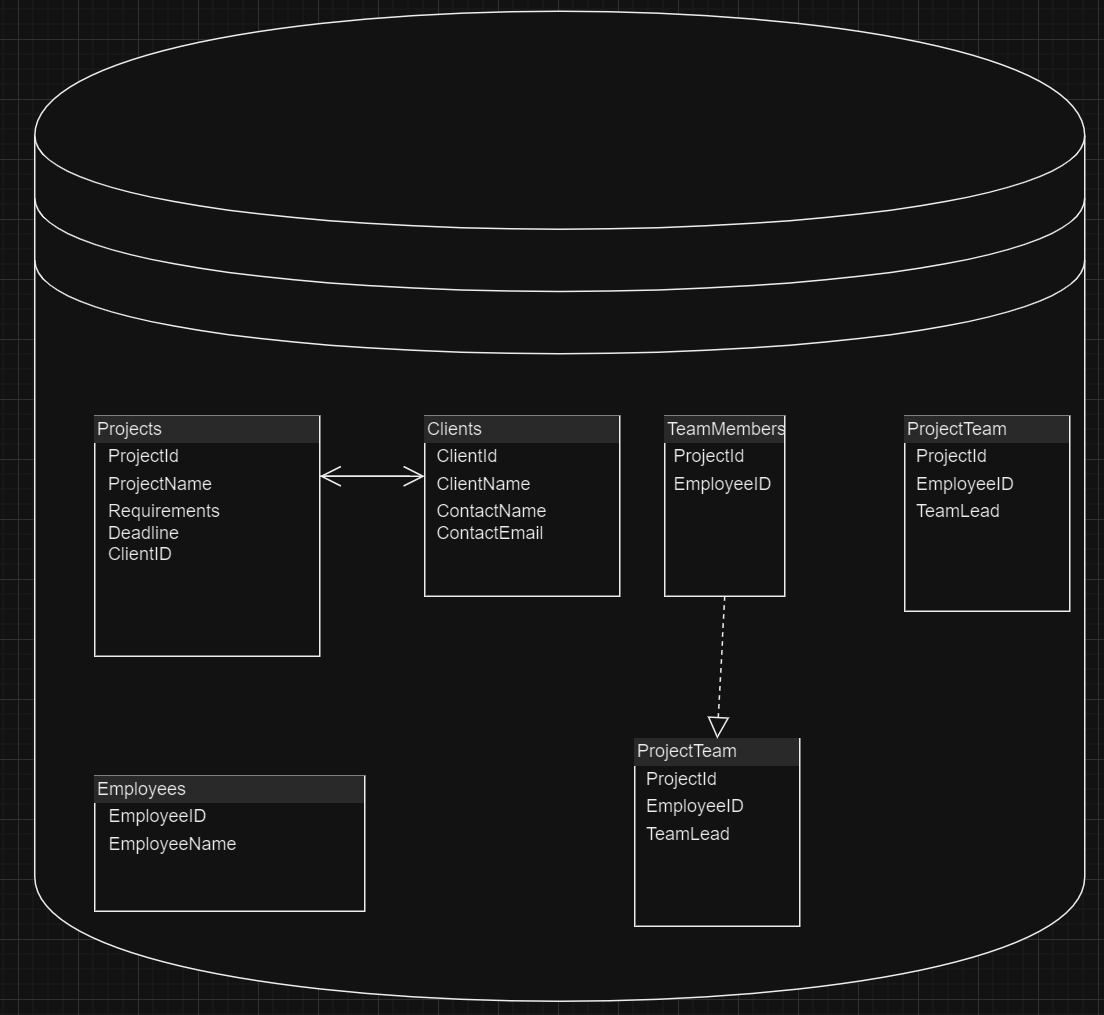 Projects
ProjectId
ProjectName
Requirements
Deadline
ClientID
Clients
ClientId
ClientName
ContactName
ContactEmail
TeamMembers
ProjectId
EmployeeID
ProjectTeam
ProjectId
EmployeeID
TeamLead
Employees
EmployeeID
EmployeeName
ProjectTeam
ProjectId
EmployeeID
TeamLead